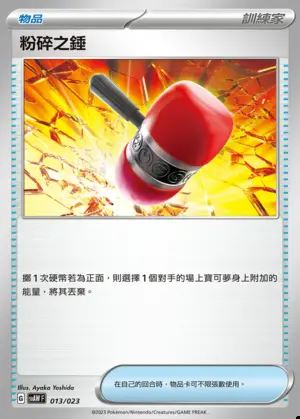 物品
訓練家
粉碎之錘
擲1次硬幣若為正面，則選擇1個對手的場上寶可夢身上附加的
能量，將其丟棄。
Illus. Ayaka Yoshida
G 013/023
在自己的回合時，物品卡可不限張數使用。
©2023 Pokémon/Nintendo/Creatures/GAME FREAK